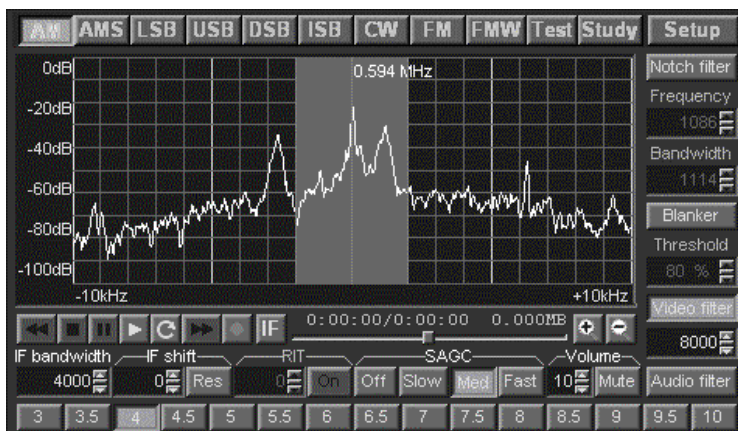 AM AMS LSB USB DSB ISB CW FM FMW Test Study Setup
0dB 0.594 MHz Notch filter
Frequency
-20dB 1086
-40dB Bandwidth
1114
-60dB
-80dB Blanker
Threshold
-100dB 80 %
-10kHz +10kHz
Video filter
IF 0:00:00/0:00:00 0.000MB
8000
IF bandwidth IF shift RIT SAGC Volume
4000 0 Res 0 On Off Slow Med Fast 10 Mute Audio filter
3 3.5 4 4.5 5 5.5 6 6.5 7 7.5 8 8.5 9 9.5 10